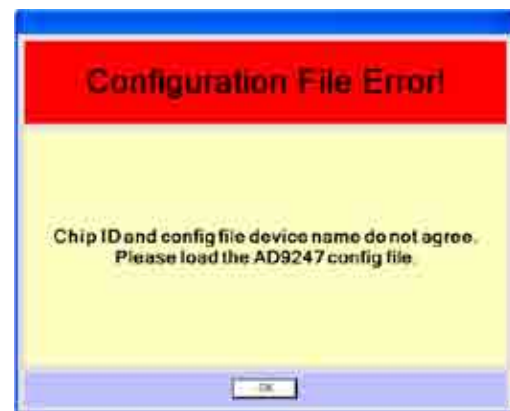 Configuration File Error!
Chip ID and config file device name do not agree.
Please load the AD9247 config file.
OK